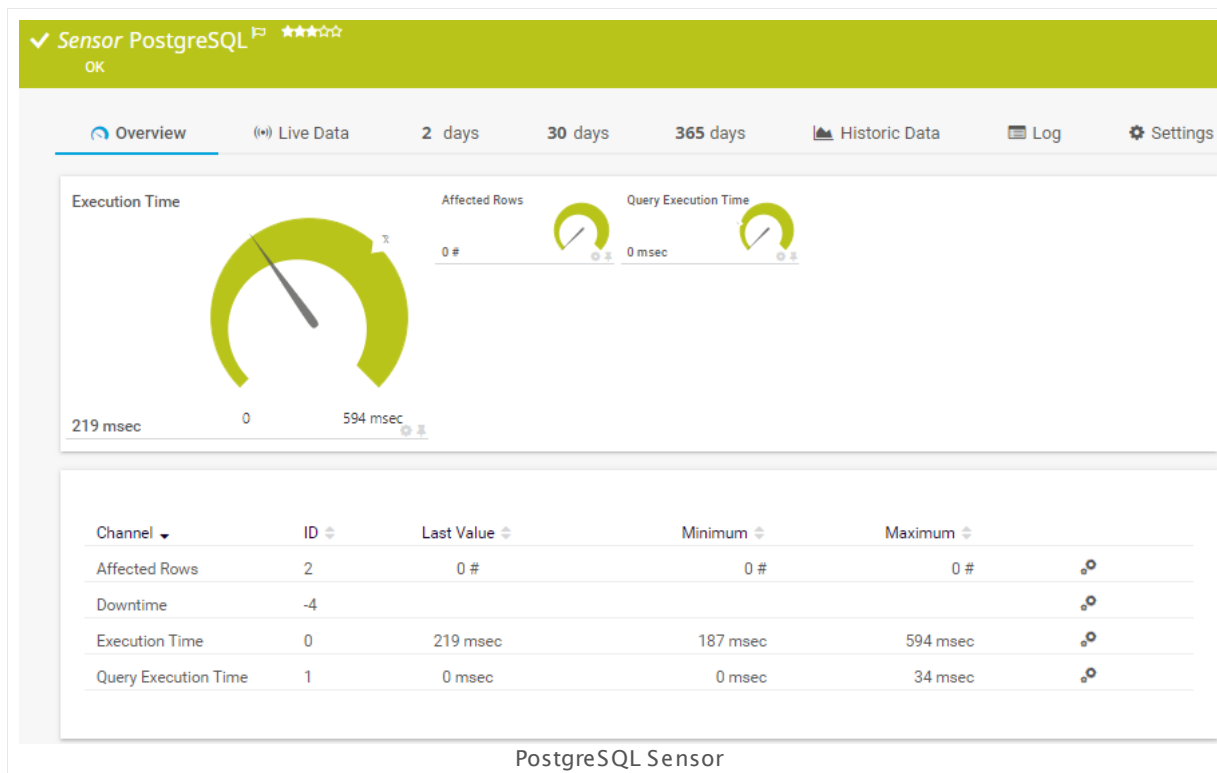 Sensor PostgreSQL
OK
Overview Live Data 2 days 30 days 365 days Historic Data Log Settings
Execution Time
Affected Rows
Query Execution Time
0 #
0 msec
219 msec
0
594 msec
Channel ID Last Value Minimum Maximum
Affected Rows 2 0 # 0 # 0 #
Downtime -4
Execution Time 0 219 msec 187 msec 594 msec
Query Execution Time 1 0 msec 0 msec 34 msec
PostgreSQL Sensor